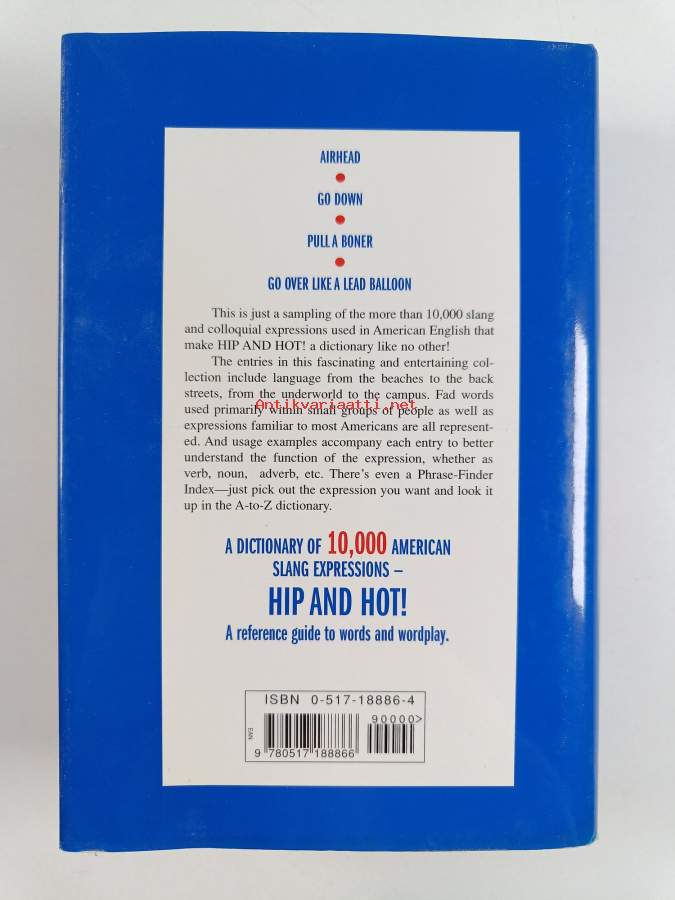 AIRHEAD
GO DOWN
PULL A BONER
GO OVER LIKE A LEAD BALLOON
This is just a sampling of the more than 10,000 slang
and colloquial expressions used in American English that
make HIP AND HOT! a dictionary like no other!
The entries in this fascinating and entertaining col-
lection include language from the beaches to the back
streets, from the underworld to the campus. Fad words
Antikvariaatti.net
used primarily within small groups of people as well as
expressions familiar to most Americans are all represent-
ed. And usage examples accompany each entry to better
understand the function of the expression, whether as
verb, noun, adverb, etc. There's even a Phrase-Finder
Index—just pick out the expression you want and look it
up in the A-to-Z dictionary.
A DICTIONARY OF 10,000 AMERICAN
SLANG EXPRESSIONS –
HIP AND HOT!
A reference guide to words and wordplay.
ISBN 0-517-18886-4
90000>
EAN
9 780517 188866